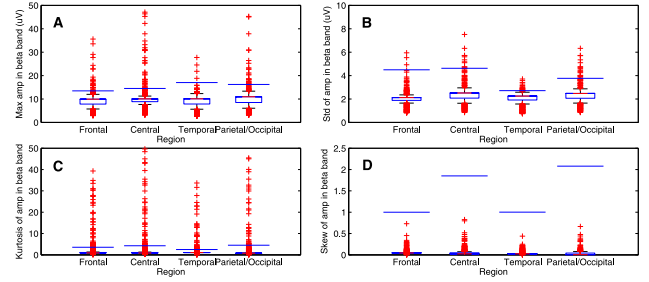 A
Max amp in beta band (uV)
50
40
30
20
10
0
Frontal Central Temporal Parietal/Occipital
Region
B
Std of amp in beta band (uV)
10
8
6
4
2
0
Frontal Central Temporal Parietal/Occipital
Region
C
Kurtosis of amp in beta band
50
40
30
20
10
0
Frontal Central Temporal Parietal/Occipital
Region
D
Skew of amp in beta band
2.5
2
1.5
1
0.5
0
Frontal Central Temporal Parietal/Occipital
Region